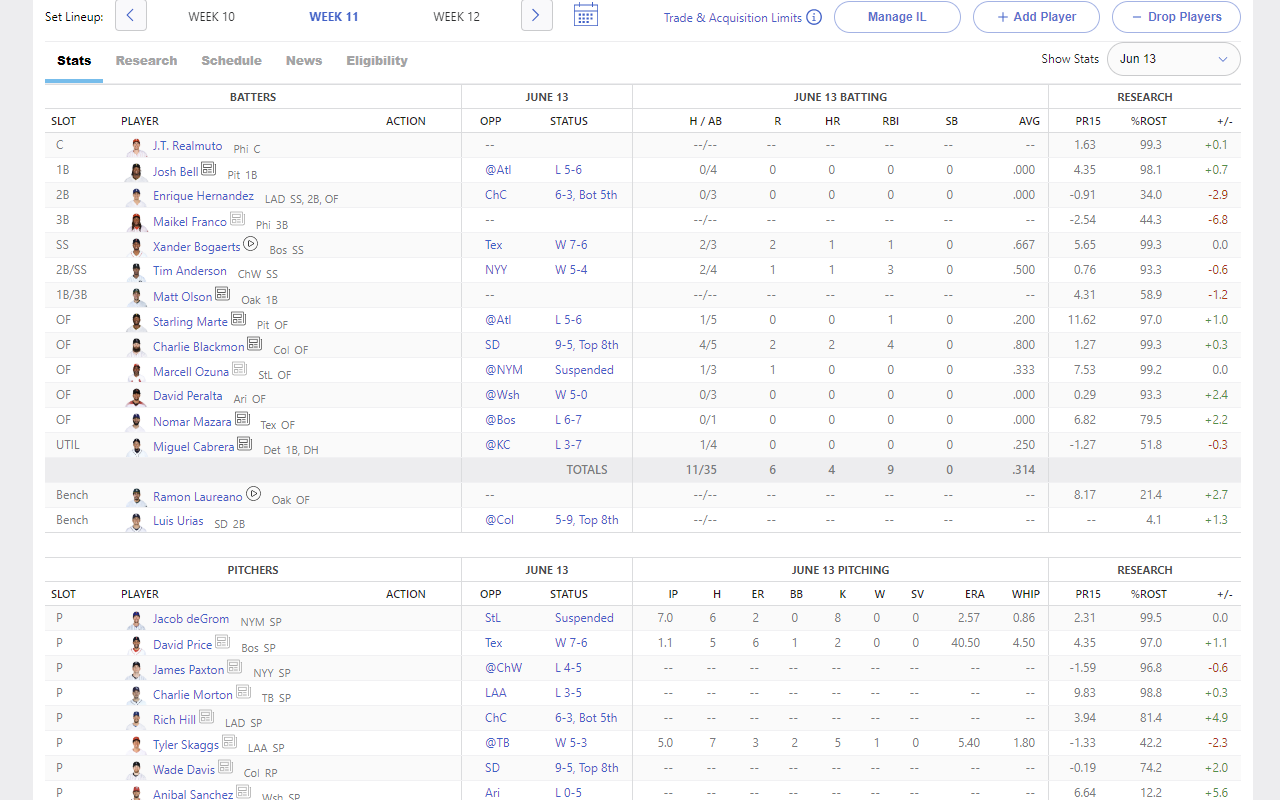 Set Lineup: WEEK 10 WEEK 11 WEEK 12 Trade & Acquisition Limits i Manage IL + Add Player − Drop Players
Stats Research Schedule News Eligibility Show Stats Jun 13
BATTERS JUNE 13 JUNE 13 BATTING RESEARCH
SLOT PLAYER ACTION OPP STATUS H / AB R HR RBI SB AVG PR15 %ROST +/-
C J.T. Realmuto Phi C -- --/-- -- -- -- -- -- 1.63 99.3 +0.1
1B Josh Bell Pit 1B @Atl L 5-6 0/4 0 0 0 0 .000 4.35 98.1 +0.7
2B Enrique Hernandez LAD SS, 2B, OF ChC 6-3, Bot 5th 0/3 0 0 0 0 .000 -0.91 34.0 -2.9
3B Maikel Franco Phi 3B -- --/-- -- -- -- -- -- -2.54 44.3 -6.8
SS Xander Bogaerts Bos SS Tex W 7-6 2/3 2 1 1 0 .667 5.65 99.3 0.0
2B/SS Tim Anderson ChW SS NYY W 5-4 2/4 1 1 3 0 .500 0.76 93.3 -0.6
1B/3B Matt Olson Oak 1B -- --/-- -- -- -- -- -- 4.31 58.9 -1.2
OF Starling Marte Pit OF @Atl L 5-6 1/5 0 0 1 0 .200 11.62 97.0 +1.0
OF Charlie Blackmon Col OF SD 9-5, Top 8th 4/5 2 2 4 0 .800 1.27 99.3 +0.3
OF Marcell Ozuna StL OF @NYM Suspended 1/3 1 0 0 0 .333 7.53 99.2 0.0
OF David Peralta Ari OF @Wsh W 5-0 0/3 0 0 0 0 .000 0.29 93.3 +2.4
OF Nomar Mazara Tex OF @Bos L 6-7 0/1 0 0 0 0 .000 6.82 79.5 +2.2
UTIL Miguel Cabrera Det 1B, DH @KC L 3-7 1/4 0 0 0 0 .250 -1.27 51.8 -0.3
TOTALS 11/35 6 4 9 0 .314
Bench Ramon Laureano Oak OF -- --/-- -- -- -- -- -- 8.17 21.4 +2.7
Bench Luis Urias SD 2B @Col 5-9, Top 8th --/-- -- -- -- -- -- -- 4.1 +1.3
PITCHERS JUNE 13 JUNE 13 PITCHING RESEARCH
SLOT PLAYER ACTION OPP STATUS IP H ER BB K W SV ERA WHIP PR15 %ROST +/-
P Jacob deGrom NYM SP StL Suspended 7.0 6 2 0 8 0 0 2.57 0.86 2.31 99.5 0.0
P David Price Bos SP Tex W 7-6 1.1 5 6 1 2 0 0 40.50 4.50 4.35 97.0 +1.1
P James Paxton NYY SP @ChW L 4-5 -- -- -- -- -- -- -- -- -- -1.59 96.8 -0.6
P Charlie Morton TB SP LAA L 3-5 -- -- -- -- -- -- -- -- -- 9.83 98.8 +0.3
P Rich Hill LAD SP ChC 6-3, Bot 5th -- -- -- -- -- -- -- -- -- 3.94 81.4 +4.9
P Tyler Skaggs LAA SP @TB W 5-3 5.0 7 3 2 5 1 0 5.40 1.80 -1.33 42.2 -2.3
P Wade Davis Col RP SD 9-5, Top 8th -- -- -- -- -- -- -- -- -- -0.19 74.2 +2.0
P Anibal Sanchez Wsh SP Ari L 0-5 -- -- -- -- -- -- -- -- -- 6.64 12.2 +5.6